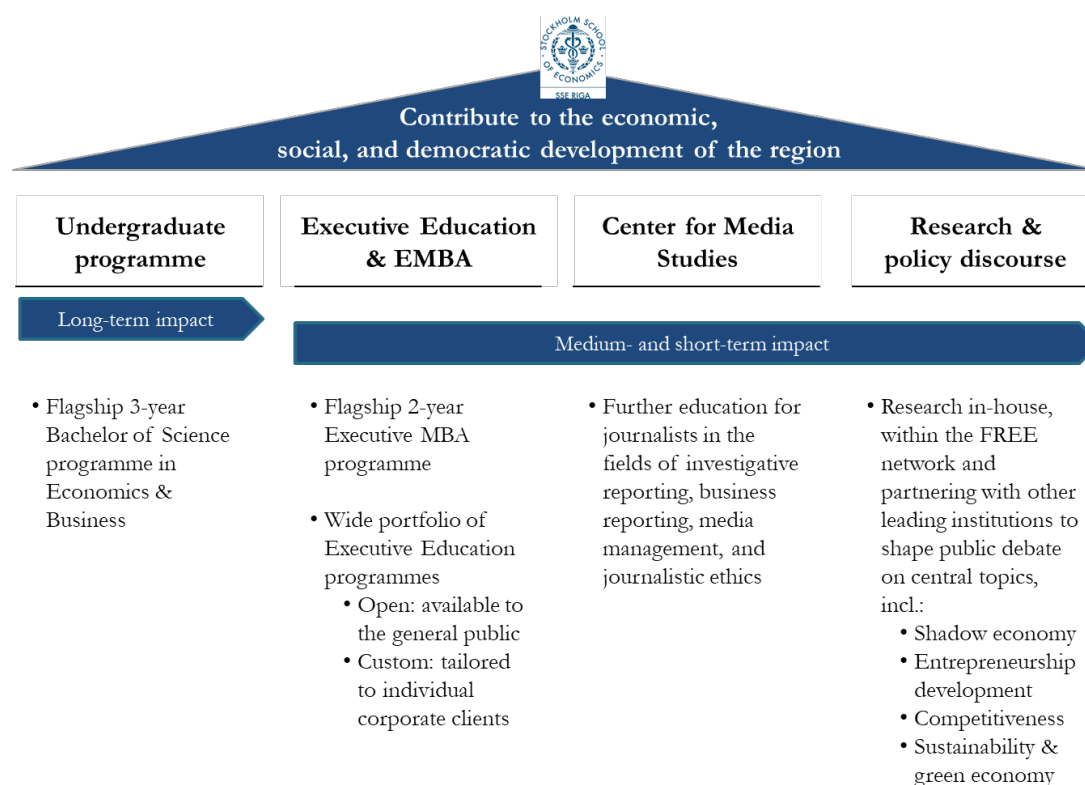 STOCKHOLM SCHOOL
OF ECONOMICS
SSE RIGA
Contribute to the economic,
social, and democratic development of the region
Undergraduate
programme
Executive Education
& EMBA
Center for Media
Studies
Research &
policy discourse
Long-term impact
Medium- and short-term impact
• Flagship 3-year
Bachelor of Science
programme in
Economics &
Business
• Flagship 2-year
Executive MBA
programme
• Wide portfolio of
Executive Education
programmes
• Open: available to
the general public
• Custom: tailored
to individual
corporate clients
• Further education for
journalists in the
fields of investigative
reporting, business
reporting, media
management, and
journalistic ethics
• Research in-house,
within the FREE
network and
partnering with other
leading institutions to
shape public debate
on central topics,
incl.:
• Shadow economy
• Entrepreneurship
development
• Competitiveness
• Sustainability &
green economy